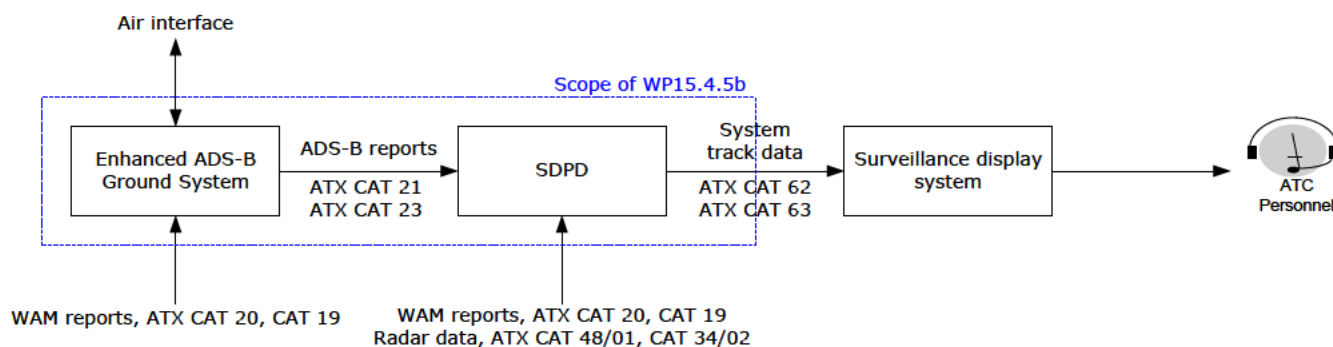 Air interface
Scope of WP15.4.5b
Enhanced ADS-B
Ground System
ADS-B reports
ATX CAT 21
ATX CAT 23
SDPD
System
track data
ATX CAT 62
ATX CAT 63
Surveillance display
system
ATC
Personnel
WAM reports, ATX CAT 20, CAT 19
WAM reports, ATX CAT 20, CAT 19
Radar data, ATX CAT 48/01, CAT 34/02